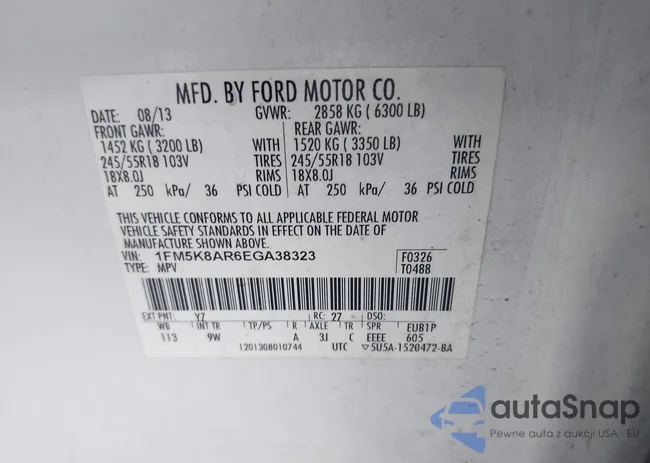 MFD. BY FORD MOTOR CO.
DATE: 08/13 GVWR: 2858 KG ( 6300 LB)
FRONT GAWR: REAR GAWR:
1452 KG ( 3200 LB) WITH 1520 KG ( 3350 LB) WITH
245/55R18 103V TIRES 245/55R18 103V TIRES
18X8.0J RIMS 18X8.0J RIMS
AT 250 kPa/ 36 PSI COLD AT 250 kPa/ 36 PSI COLD
THIS VEHICLE CONFORMS TO ALL APPLICABLE FEDERAL MOTOR
VEHICLE SAFETY STANDARDS IN EFFECT ON THE DATE OF
MANUFACTURE SHOWN ABOVE.
VIN: 1FM5K8AR6EGA38323 F0326
TYPE: MPV T0488
EXT PNT: YZ RC: 27 DSO:
WB INT TR TP/PS R AXLE TR SPR EUB1P
113 9W A 3J C EEEE 605
1201308010744 UTC ▽5U5A-1520472-BA
autoSnap
Pewne auta z aukcji USA i EU